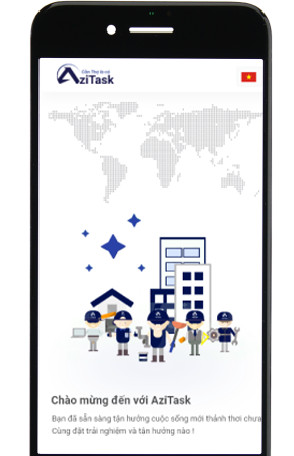 Cần Thợ là có
AziTask
Chào mừng đến với AziTask
Bạn đã sẵn sàng tận hưởng cuộc sống mới thảnh thơi chưa
Cùng đặt trải nghiệm và tận hưởng nào !